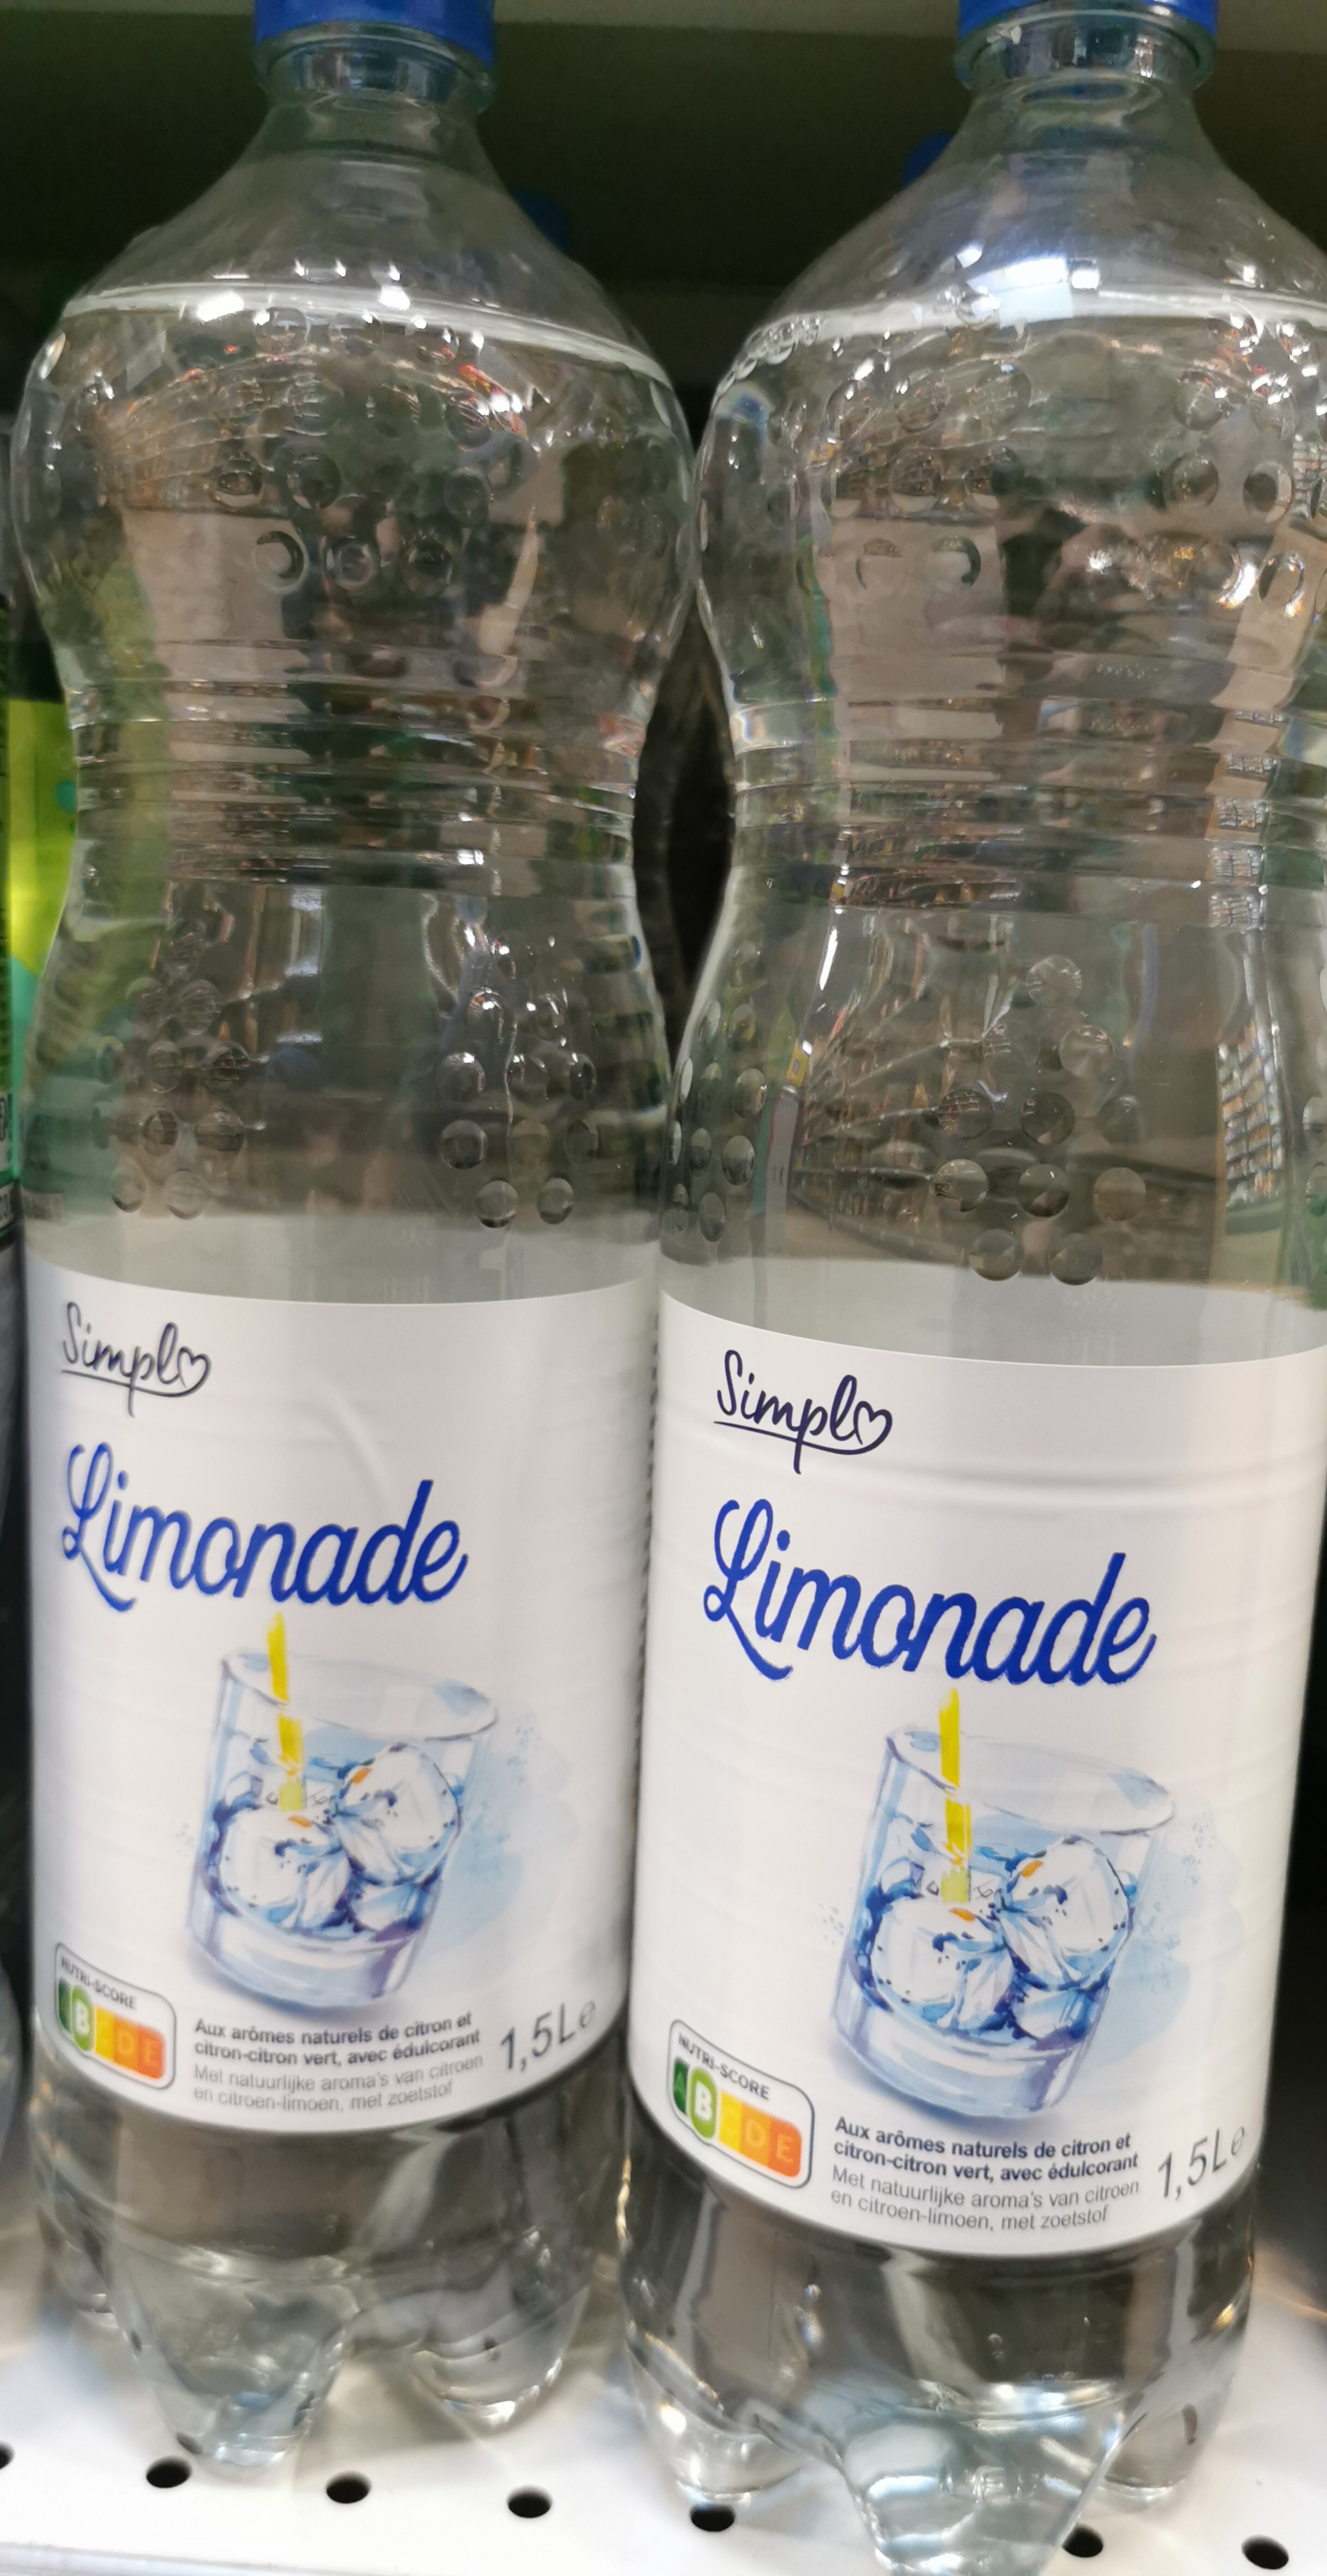 Simpl
Limonade
NUTRI-SCORE
A B C D E
Aux arômes naturels de citron et
citron-citron vert, avec édulcorant
Met natuurlijke aroma's van citroen
en citroen-limoen, met zoetstof
1,5L e
Simpl
Limonade
NUTRI-SCORE
A B C D E
Aux arômes naturels de citron et
citron-citron vert, avec édulcorant
Met natuurlijke aroma's van citroen
en citroen-limoen, met zoetstof
1,5L e